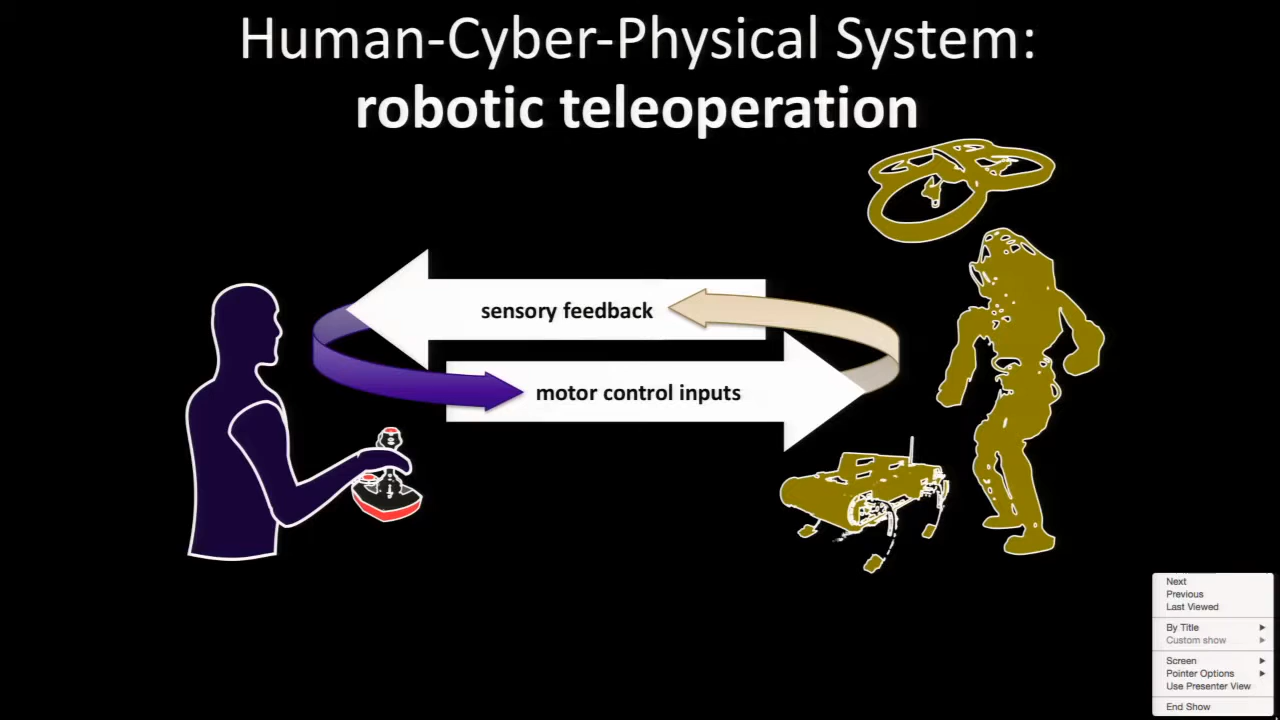 Human-Cyber-Physical System:
robotic teleoperation
sensory feedback
motor control inputs
Next
Previous
Last Viewed
By Title
Custom show
Screen
Pointer Options
Use Presenter View
End Show